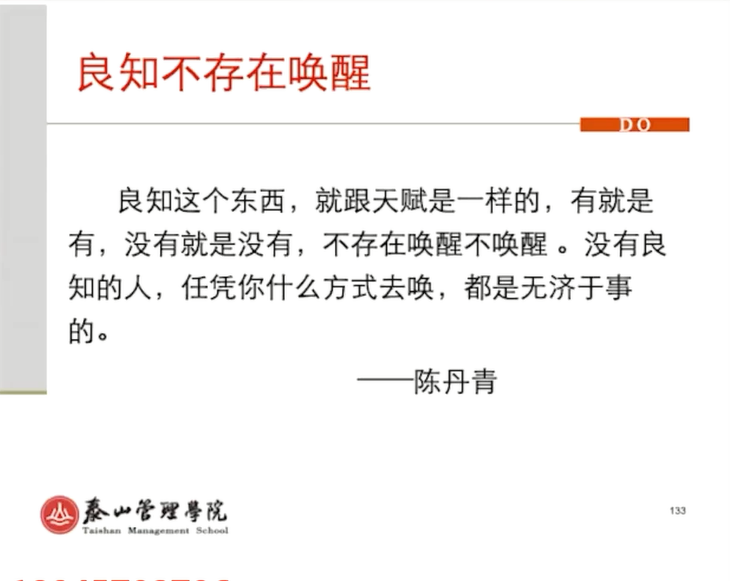 良知不存在唤醒
DO
良知这个东西，就跟天赋是一样的，有就是
有，没有就是没有，不存在唤醒不唤醒 。没有良
知的人，任凭你什么方式去唤，都是无济于事
的。
——陈丹青
泰山管理學院
Taishan Management School
133